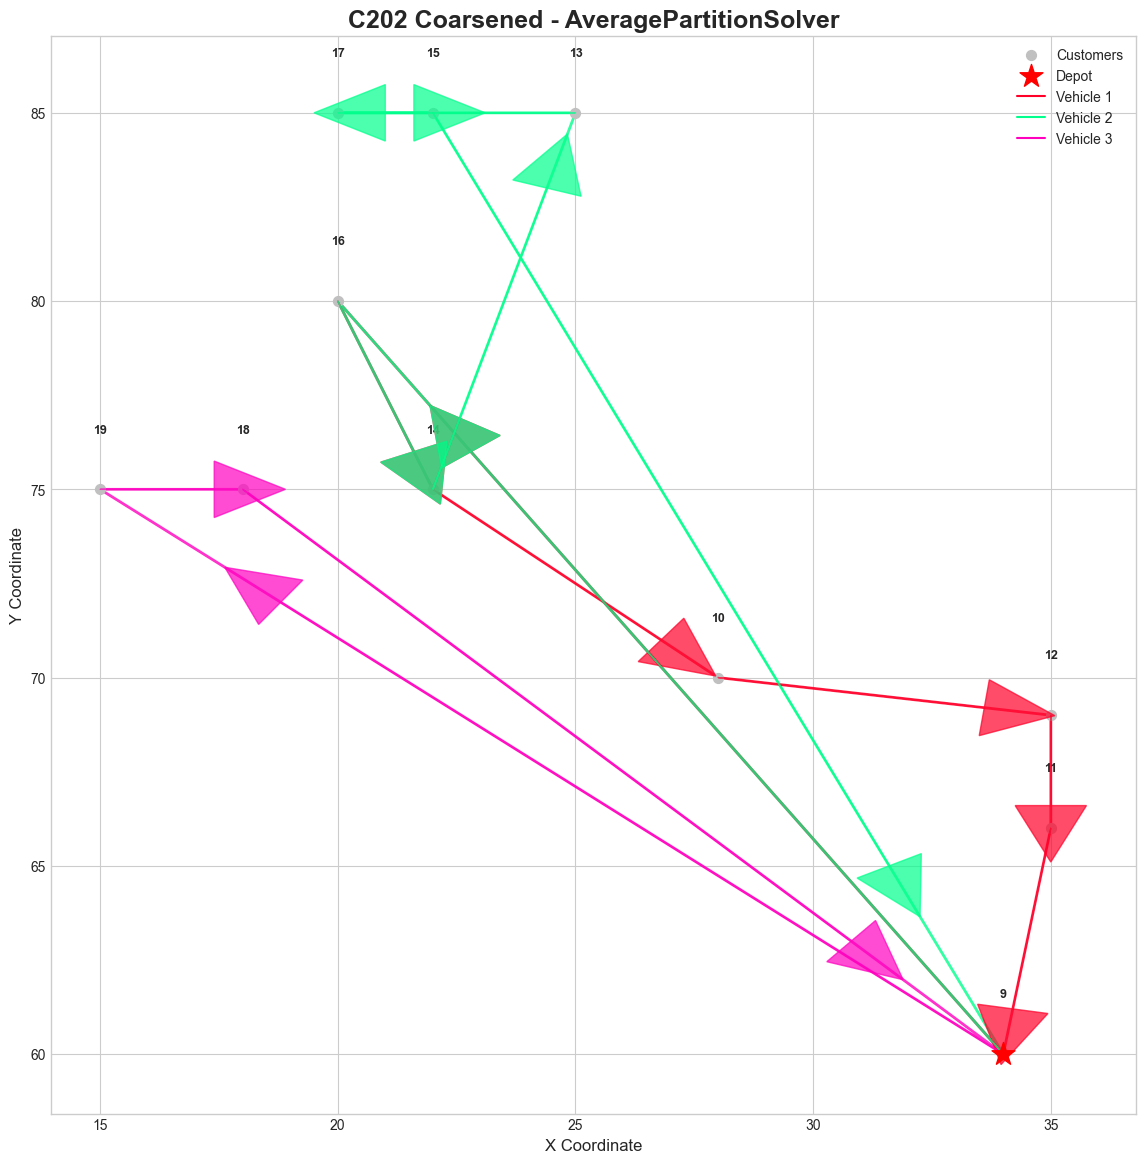 C202 Coarsened - AveragePartitionSolver
17 15 13
Customers
Depot
Vehicle 1
Vehicle 2
Vehicle 3
85
16
80
19 18 14
75
10
12
70
11
65
9
60
15 20 25 30 35
X Coordinate
Y Coordinate